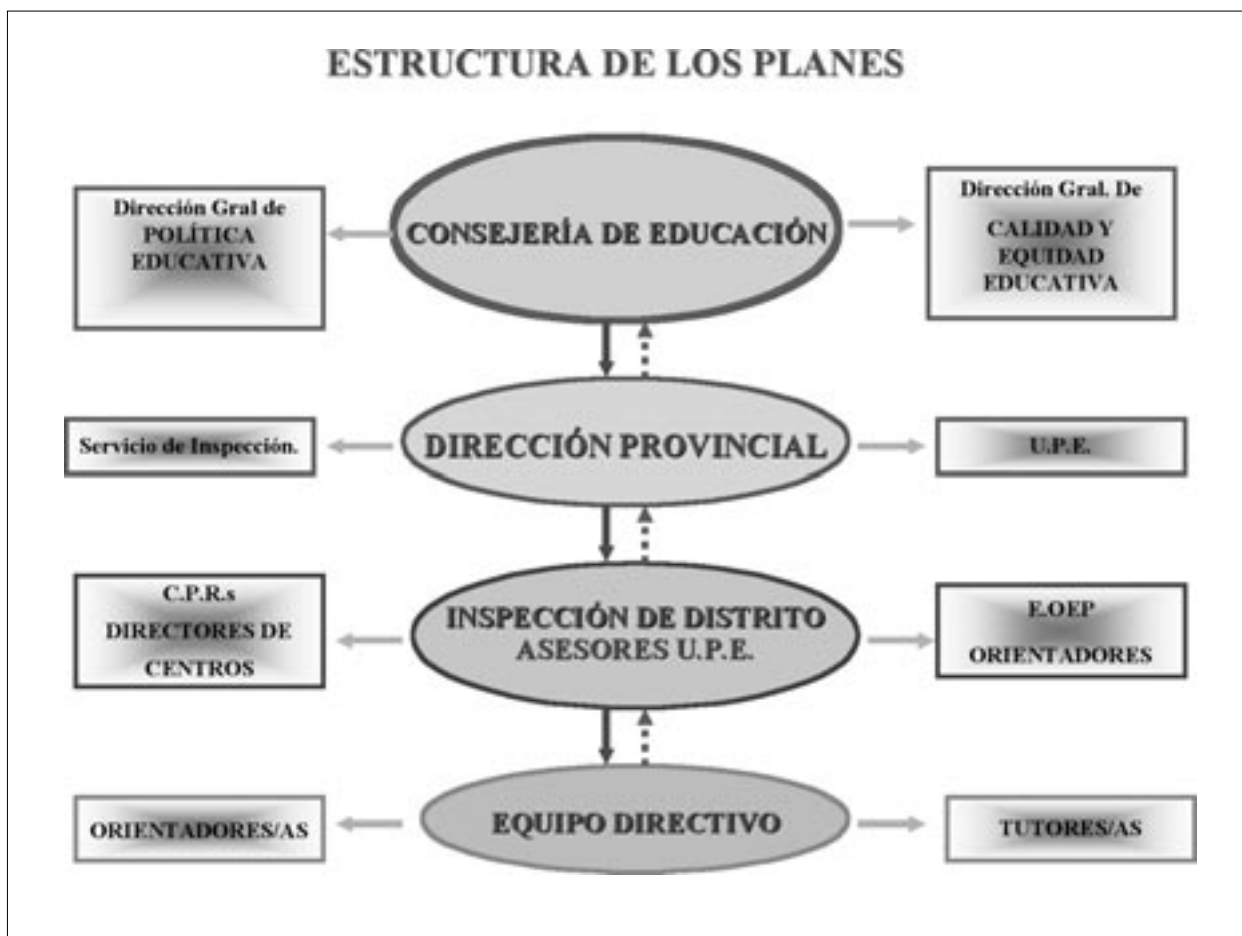 ESTRUCTURA DE LOS PLANES
Dirección Gral de
POLÍTICA
EDUCATIVA
CONSEJERÍA DE EDUCACIÓN
Dirección Gral. De
CALIDAD Y
EQUIDAD
EDUCATIVA
Servicio de Inspección.
DIRECCIÓN PROVINCIAL
U.P.E.
C.P.R.s
DIRECTORES DE
CENTROS
INSPECCIÓN DE DISTRITO
ASESORES U.P.E.
E.OEP
ORIENTADORES
ORIENTADORES/AS
EQUIPO DIRECTIVO
TUTORES/AS